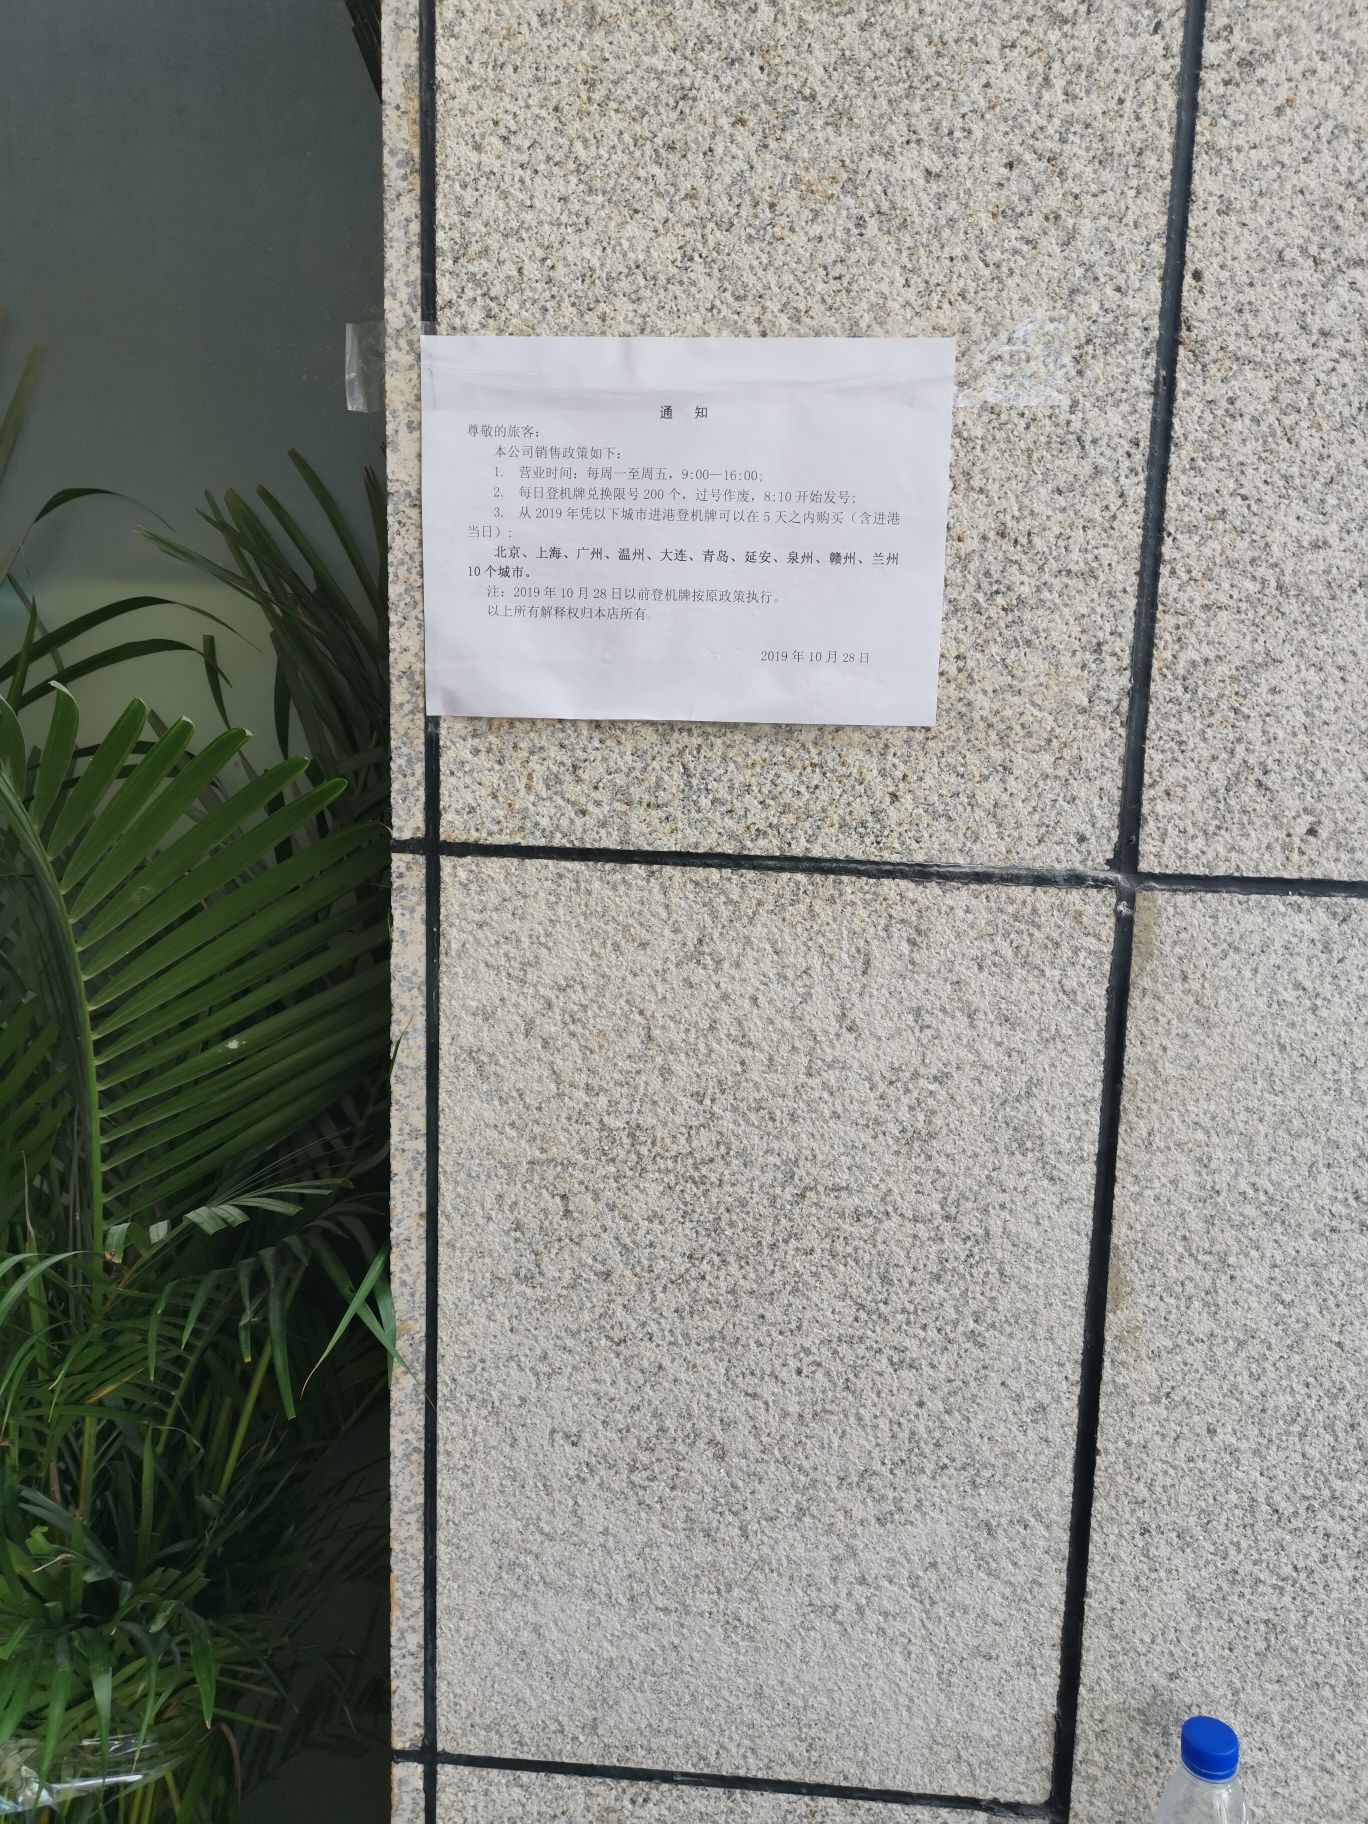 通 知
尊敬的旅客：
本公司销售政策如下：
1. 营业时间：每周一至周五，9:00—16:00；
2. 每日登机牌兑换限号 200 个，过号作废，8:10 开始发号；
3. 从 2019 年凭以下城市进港登机牌可以在 5 天之内购买（含进港
当日）：
北京、上海、广州、温州、大连、青岛、延安、泉州、赣州、兰州
10 个城市。
注：2019 年 10 月 28 日以前登机牌按原政策执行。
以上所有解释权归本店所有
2019 年 10 月 28 日